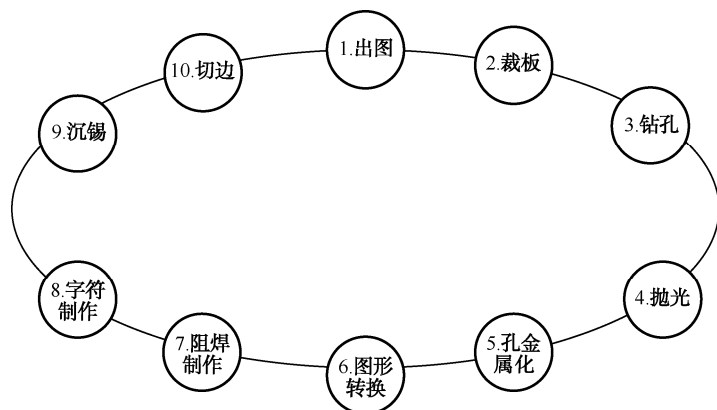 1.出图
2.裁板
3.钻孔
4.抛光
5.孔金
属化
6.图形
转换
7.阻焊
制作
8.字符
制作
9.沉锡
10.切边